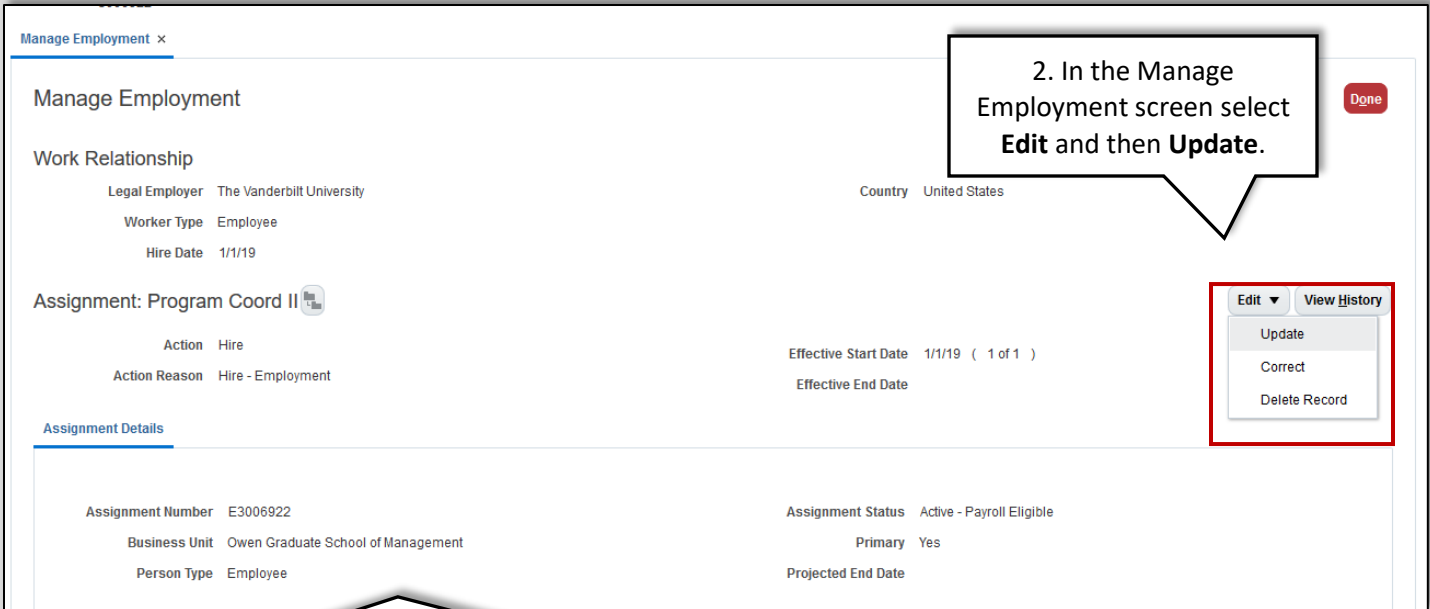 Manage Employment ×
2. In the Manage
Employment screen select
Edit and then Update.
Manage Employment
Done
Work Relationship
Legal Employer The Vanderbilt University
Country United States
Worker Type Employee
Hire Date 1/1/19
Assignment: Program Coord II
Edit ▼ View History
Update
Correct
Delete Record
Action Hire
Effective Start Date 1/1/19 ( 1 of 1 )
Action Reason Hire - Employment
Effective End Date
Assignment Details
Assignment Number E3006922
Assignment Status Active - Payroll Eligible
Business Unit Owen Graduate School of Management
Primary Yes
Person Type Employee
Projected End Date